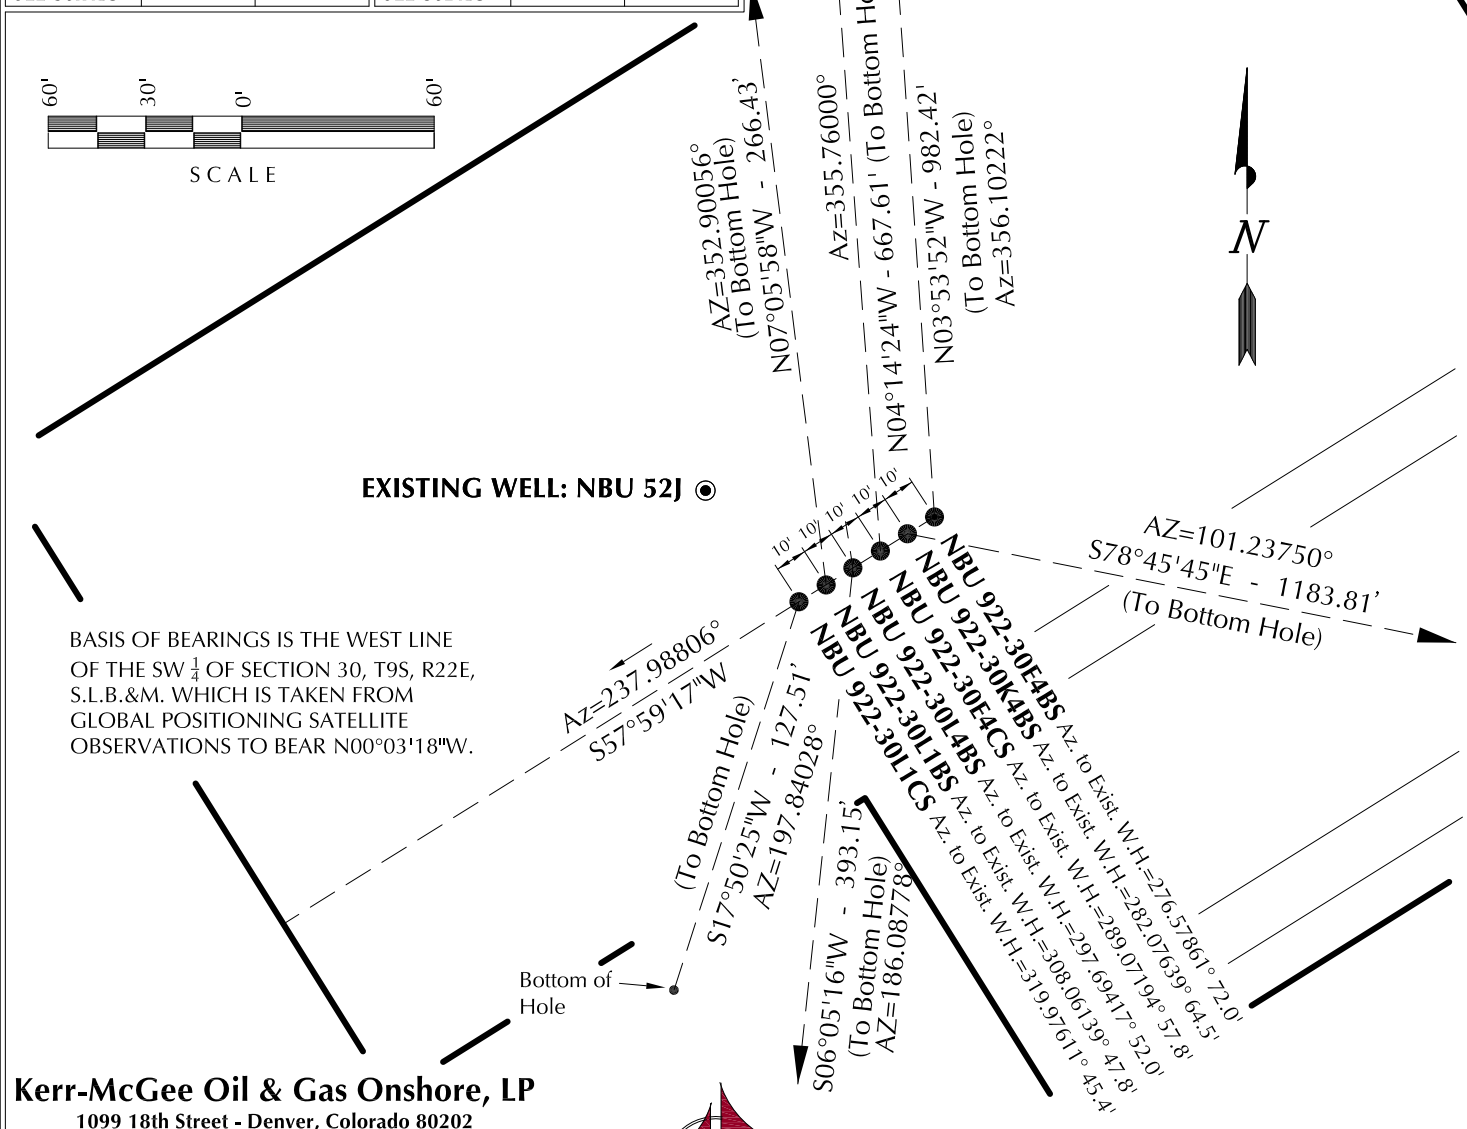 60'
30'
0'
60'
SCALE
AZ=352.90056°
(To Bottom Hole)
N07°05'58"W - 266.43'
Az=355.76000°
N04°14'24"W - 667.61' (To Bottom
N03°53'52"W - 982.42'
(To Bottom Hole)
Az=356.10222°
N
EXISTING WELL: NBU 52J
10'
10'
10'
10'
10'
AZ=101.23750°
S78°45'45"E - 1183.81'
(To Bottom Hole)
BASIS OF BEARINGS IS THE WEST LINE
OF THE SW 1/4 OF SECTION 30, T9S, R22E,
S.L.B.&M. WHICH IS TAKEN FROM
GLOBAL POSITIONING SATELLITE
OBSERVATIONS TO BEAR N00°03'18"W.
Az=237.98806°
S57°59'17"W
(To Bottom Hole)
S17°50'25"W - 127.51'
AZ=197.84028°
S06°05'16"W - 393.15'
(To Bottom Hole)
AZ=186.08778°
NBU 922-30E4BS Az. to Exist. W.H.=276.57861° 72.0'
NBU 922-30K4BS Az. to Exist. W.H.=282.07639° 64.5'
NBU 922-30E4CS Az. to Exist. W.H.=289.07194° 57.8'
NBU 922-30L4BS Az. to Exist. W.H.=297.69417° 52.0'
NBU 922-30L1BS Az. to Exist. W.H.=308.06139° 47.8'
NBU 922-30L1CS Az. to Exist. W.H.=319.97611° 45.4'
Bottom of
Hole
Kerr-McGee Oil & Gas Onshore, LP
1099 18th Street - Denver, Colorado 80202